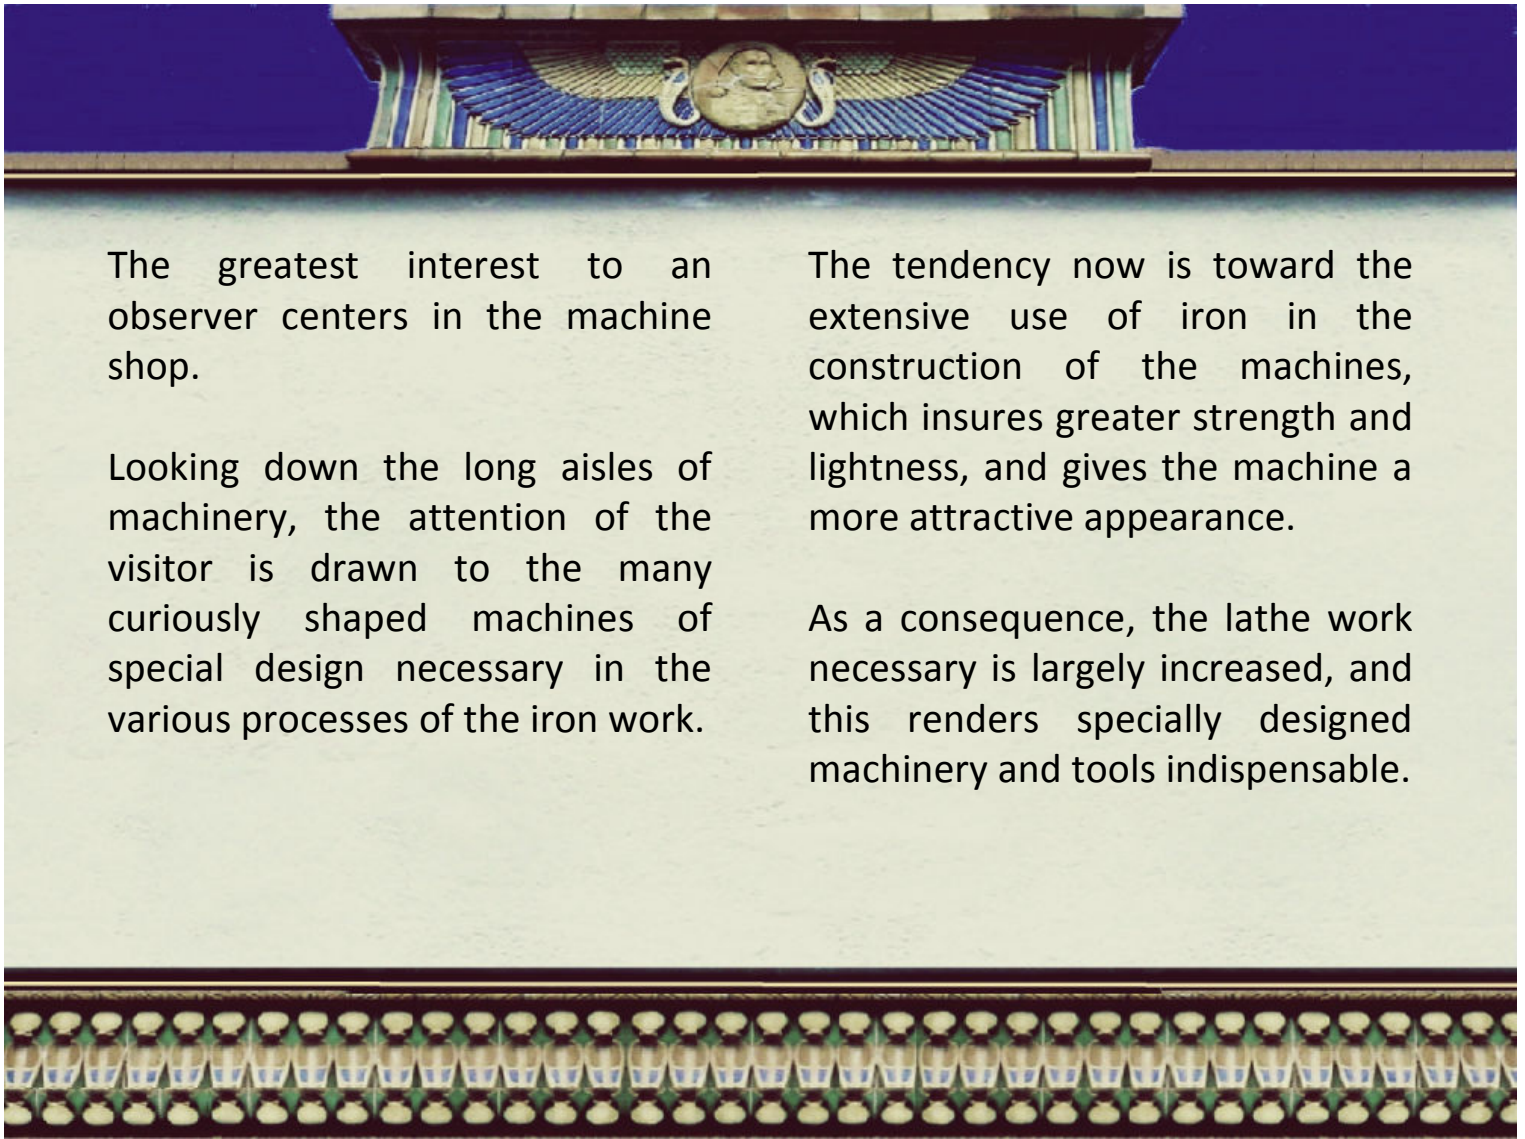 The greatest interest to an
observer centers in the machine
shop.
Looking down the long aisles of
machinery, the attention of the
visitor is drawn to the many
curiously shaped machines of
special design necessary in the
various processes of the iron work.
The tendency now is toward the
extensive use of iron in the
construction of the machines,
which insures greater strength and
lightness, and gives the machine a
more attractive appearance.
As a consequence, the lathe work
necessary is largely increased, and
this renders specially designed
machinery and tools indispensable.